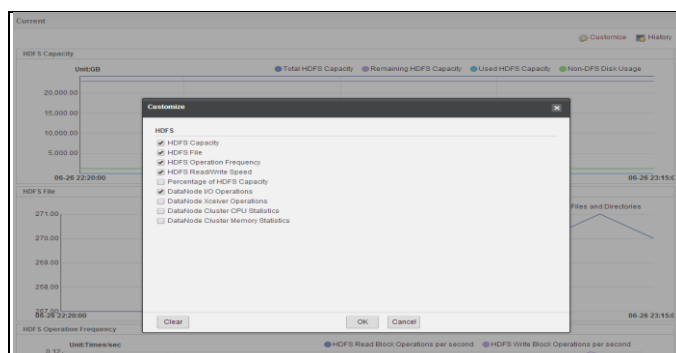 Current
Customize History
HDFS Capacity
Unit:GB
Total HDFS Capacity Remaining HDFS Capacity Used HDFS Capacity Non-DFS Disk Usage
20,000.00
15,000.00
10,000.00
5,000.00
06-26 22:20:00
06-26 23:15:0
Customize
HDFS
HDFS Capacity
HDFS File
HDFS Operation Frequency
HDFS Read/Write Speed
Percentage of HDFS Capacity
DataNode I/O Operations
DataNode Xceiver Operations
DataNode Cluster CPU Statistics
DataNode Cluster Memory Statistics
Clear OK Cancel
HDFS File
Files and Directories
271.00
270.00
269.00
268.00
267.00
06-26 22:20:00
06-26 23:15:0
HDFS Operation Frequency
Unit:Times/sec
HDFS Read Block Operations per second HDFS Write Block Operations per second
0.12